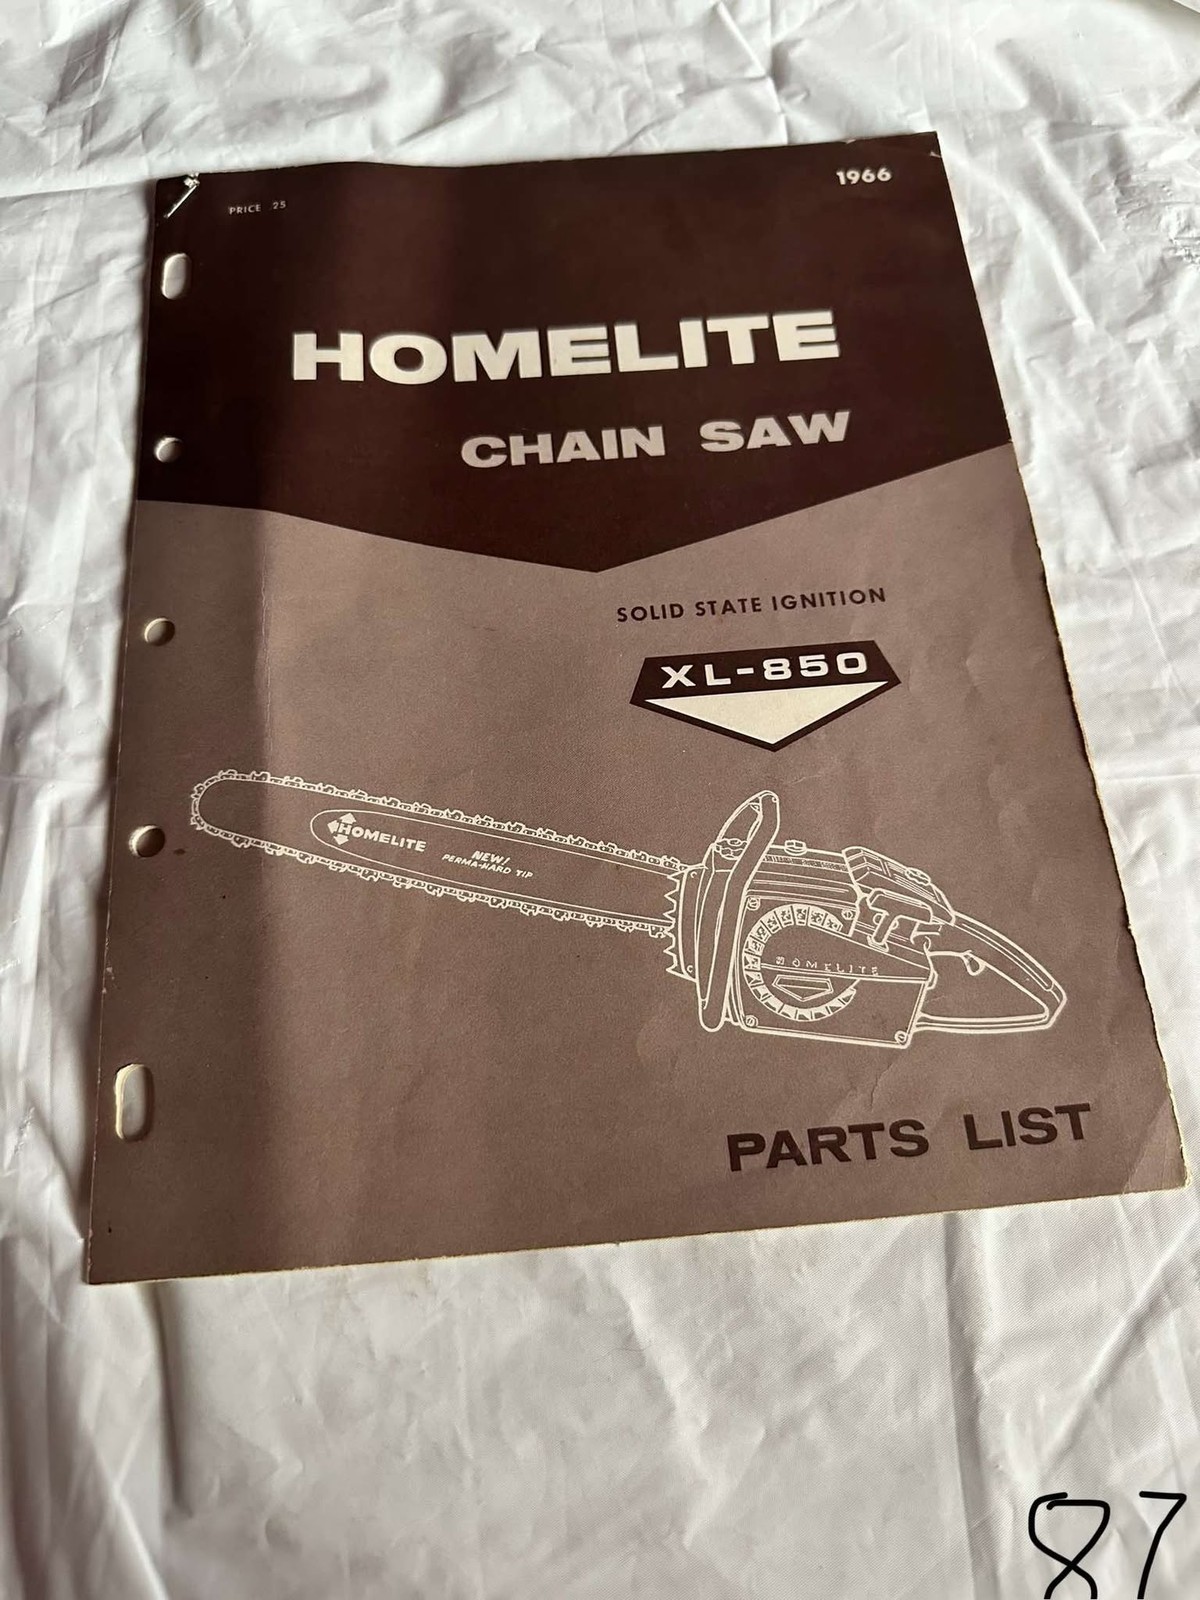 PRICE .25
1966
HOMELITE
CHAIN SAW
SOLID STATE IGNITION
XL-850
HOMELITE
NEW!
PERMA-HARD TIP
HOMELITE
PARTS LIST
87